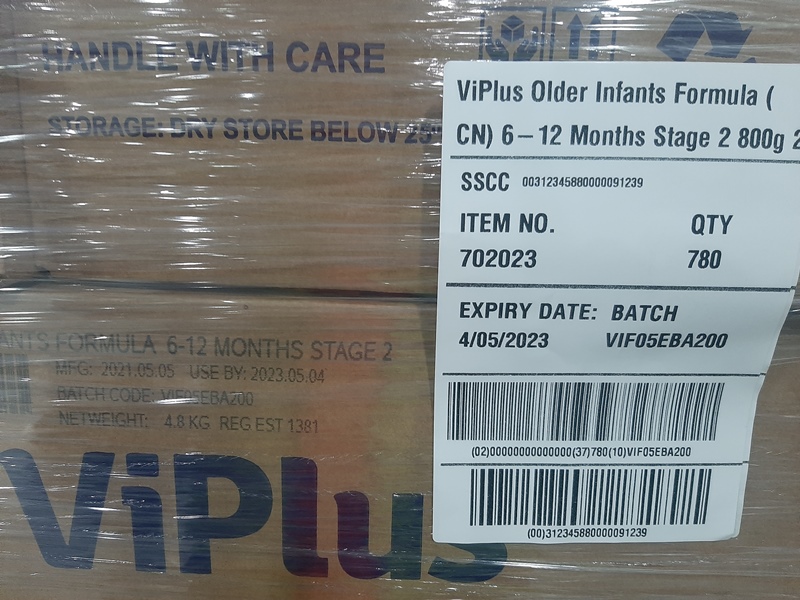 HANDLE WITH CARE
STORAGE: DRY STORE BELOW 25°
ANTS FORMULA 6-12 MONTHS STAGE 2
MFG: 2021.05.05 USE BY: 2023.05.04
BATCH CODE: VIF05EBA200
NETWEIGHT: 4.8 KG REG EST 1381
ViPlus
ViPlus Older Infants Formula (
CN) 6-12 Months Stage 2 800g 2
SSCC 00312345880000091239
ITEM NO. QTY
702023 780
EXPIRY DATE: BATCH
4/05/2023 VIF05EBA200
(02)00000000000000(37)780(10)VIF05EBA200
(00)312345880000091239